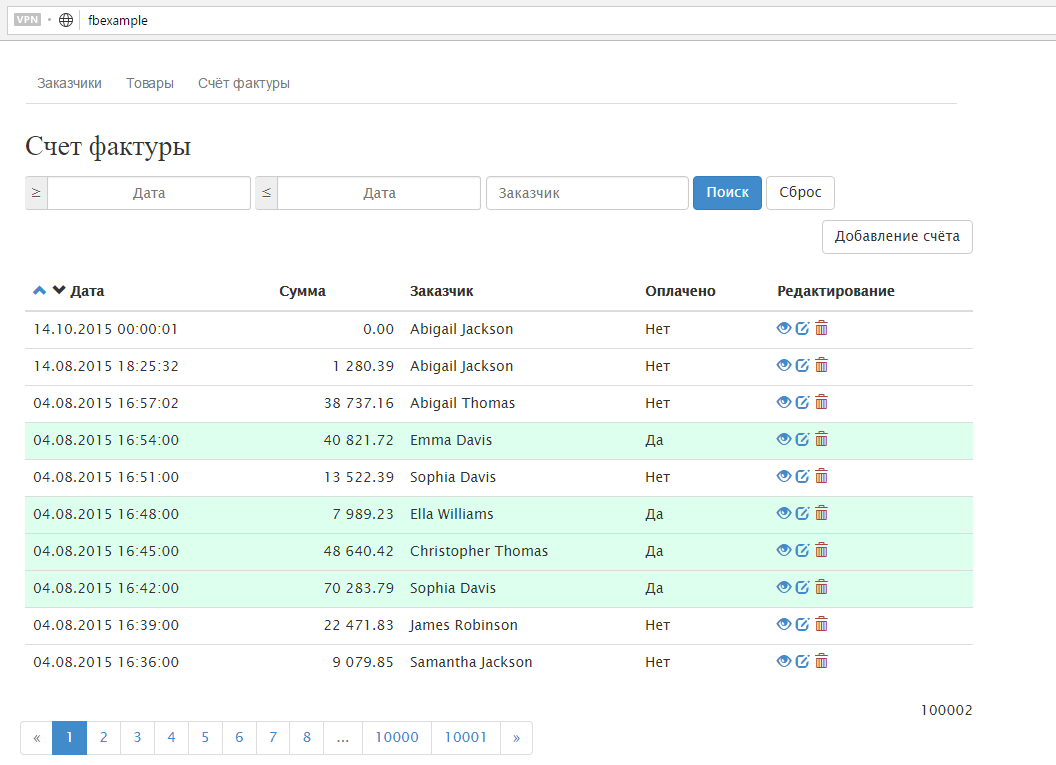 VPN fbexample
Заказчики Товары Счёт фактуры
Счет фактуры
≥ Дата ≤ Дата Заказчик Поиск Сброс
Добавление счёта
Дата Сумма Заказчик Оплачено Редактирование
14.10.2015 00:00:01 0.00 Abigail Jackson Нет
14.08.2015 18:25:32 1 280.39 Abigail Jackson Нет
04.08.2015 16:57:02 38 737.16 Abigail Thomas Нет
04.08.2015 16:54:00 40 821.72 Emma Davis Да
04.08.2015 16:51:00 13 522.39 Sophia Davis Нет
04.08.2015 16:48:00 7 989.23 Ella Williams Да
04.08.2015 16:45:00 48 640.42 Christopher Thomas Да
04.08.2015 16:42:00 70 283.79 Sophia Davis Да
04.08.2015 16:39:00 22 471.83 James Robinson Нет
04.08.2015 16:36:00 9 079.85 Samantha Jackson Нет
100002
« 1 2 3 4 5 6 7 8 ... 10000 10001 »